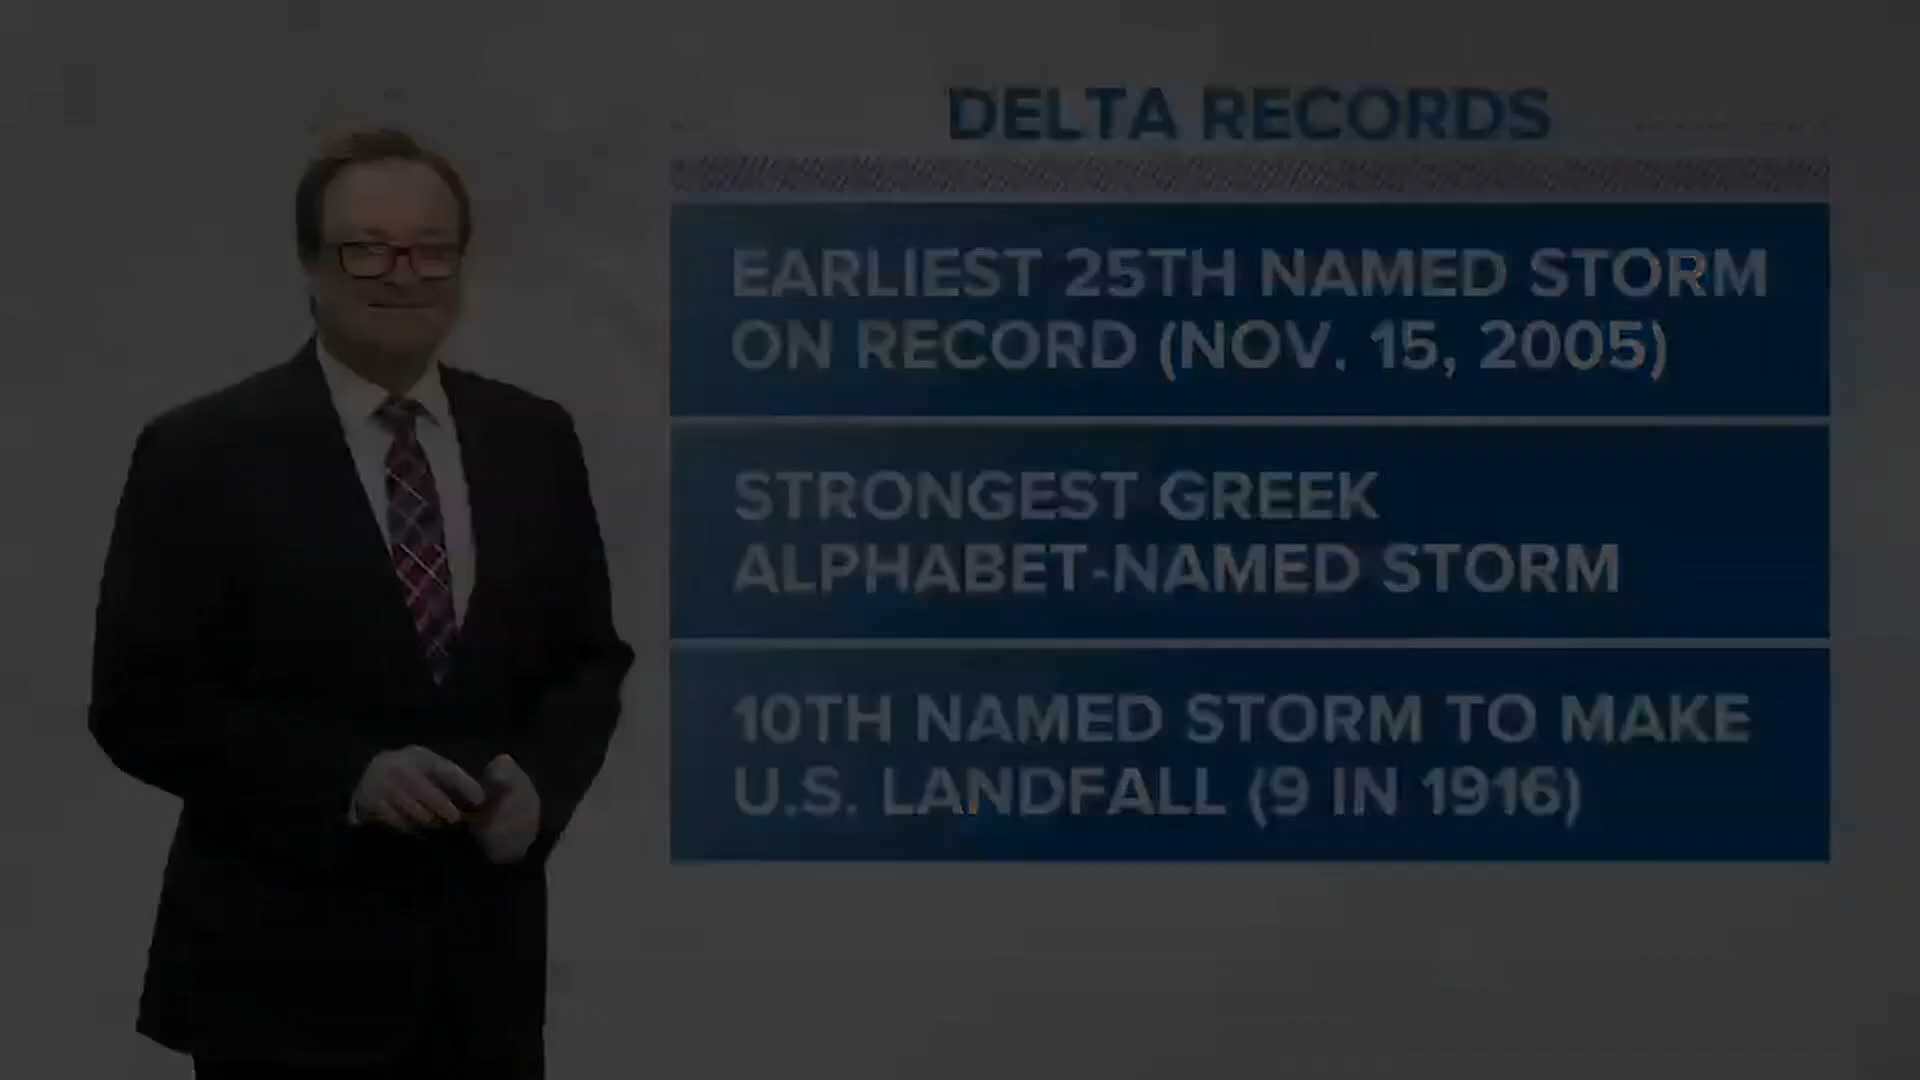 DELTA RECORDS
EARLIEST 25TH NAMED STORM
ON RECORD (NOV. 15, 2005)
STRONGEST GREEK
ALPHABET-NAMED STORM
10TH NAMED STORM TO MAKE
U.S. LANDFALL (9 IN 1916)